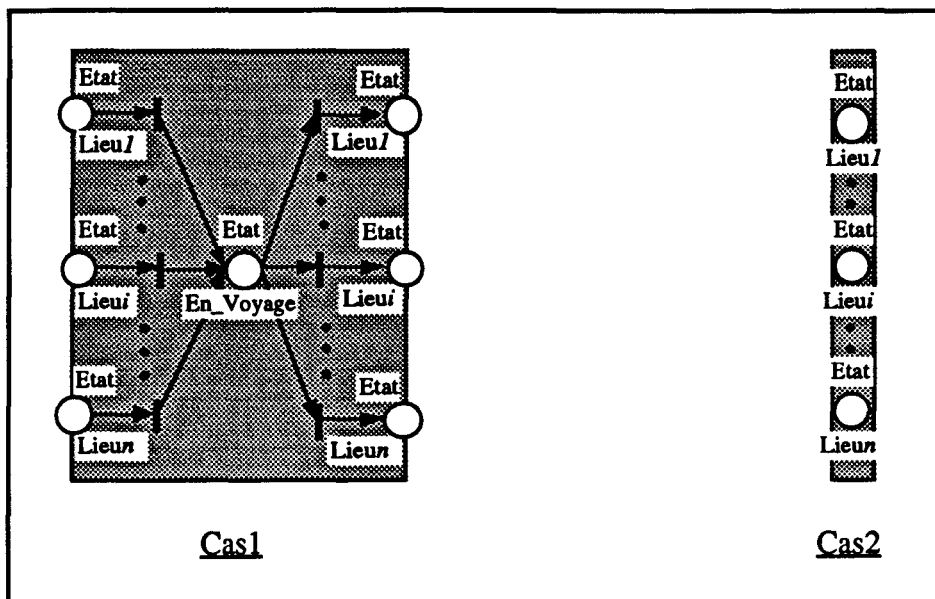 Etat
Lieu1
Etat
Lieui
Etat
Lieun
Etat
En_Voyage
Etat
Lieu1
Etat
Lieui
Etat
Lieun
Cas1
Etat
Lieu1
Etat
Lieui
Etat
Lieun
Cas2